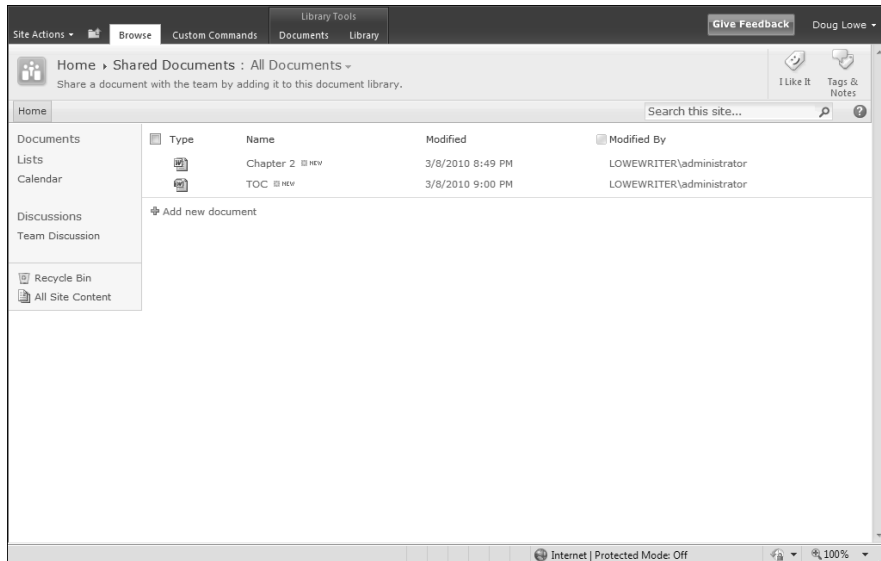 Library Tools
Site Actions
Browse
Custom Commands
Documents
Library
Give Feedback
Doug Lowe
Home ▸ Shared Documents : All Documents
Share a document with the team by adding it to this document library.
I Like It
Tags & Notes
Home
Search this site...
Documents
Lists
Calendar
Discussions
Team Discussion
Recycle Bin
All Site Content
Type Name Modified Modified By
Chapter 2 NEW 3/8/2010 8:49 PM LOWEWRITER\administrator
TOC NEW 3/8/2010 9:00 PM LOWEWRITER\administrator
Add new document
Internet | Protected Mode: Off
100%